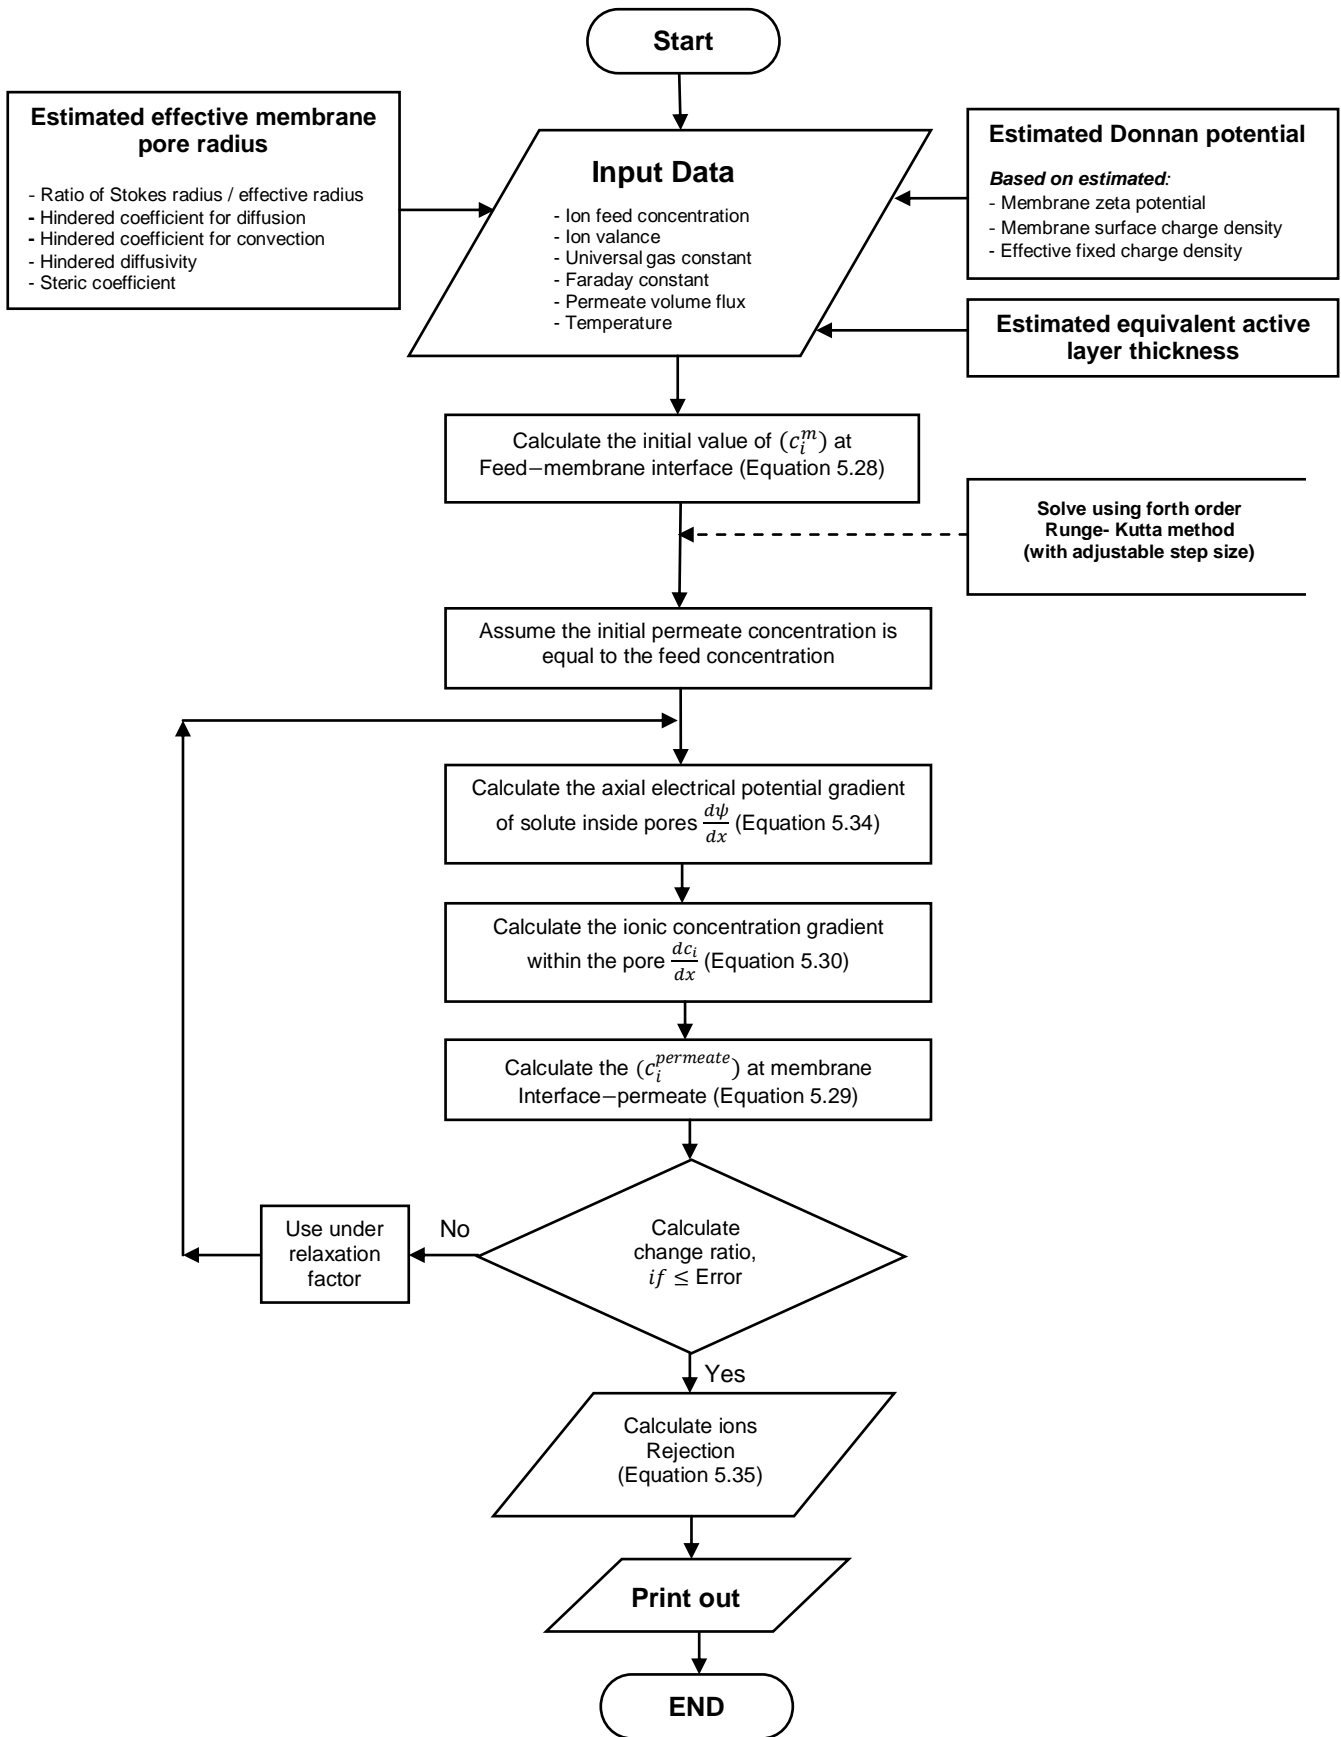 Start
Estimated effective membrane
pore radius
- Ratio of Stokes radius / effective radius
- Hindered coefficient for diffusion
- Hindered coefficient for convection
- Hindered diffusivity
- Steric coefficient
Input Data
- Ion feed concentration
- Ion valance
- Universal gas constant
- Faraday constant
- Permeate volume flux
- Temperature
Estimated Donnan potential
Based on estimated:
- Membrane zeta potential
- Membrane surface charge density
- Effective fixed charge density
Estimated equivalent active
layer thickness
Calculate the initial value of (c_i^m) at
Feed−membrane interface (Equation 5.28)
Solve using forth order
Runge- Kutta method
(with adjustable step size)
Assume the initial permeate concentration is
equal to the feed concentration
Calculate the axial electrical potential gradient
of solute inside pores dψ/dx (Equation 5.34)
Calculate the ionic concentration gradient
within the pore dc_i/dx (Equation 5.30)
Calculate the (c_i^permeate) at membrane
Interface−permeate (Equation 5.29)
Use under
relaxation
factor
No
Calculate
change ratio,
if ≤ Error
Yes
Calculate ions
Rejection
(Equation 5.35)
Print out
END